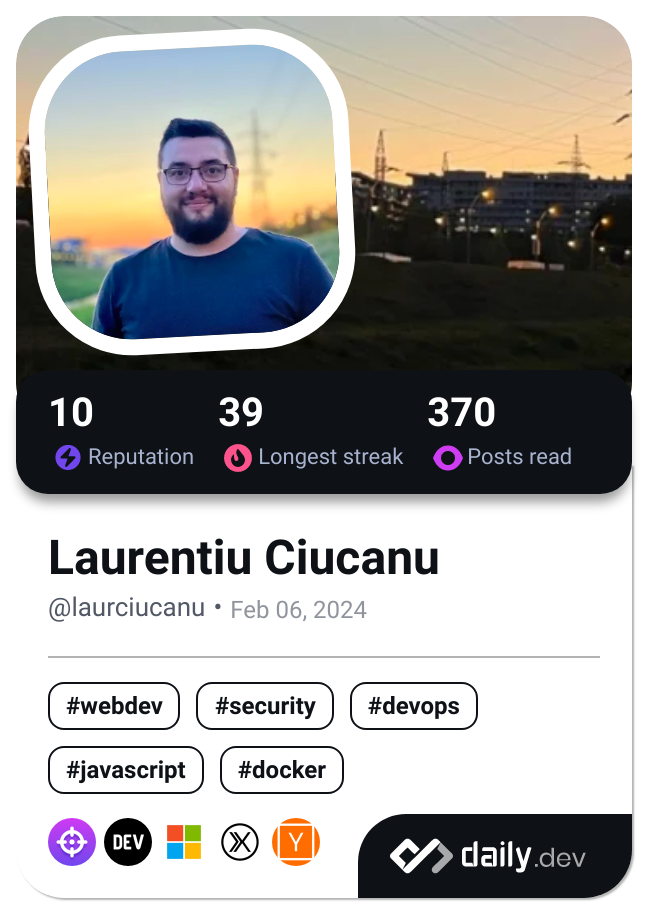 10 39 370
Reputation Longest streak Posts read
Laurentiu Ciucanu
@laurciucanu • Feb 06, 2024
#webdev #security #devops
#javascript #docker
DEV Y
daily.dev